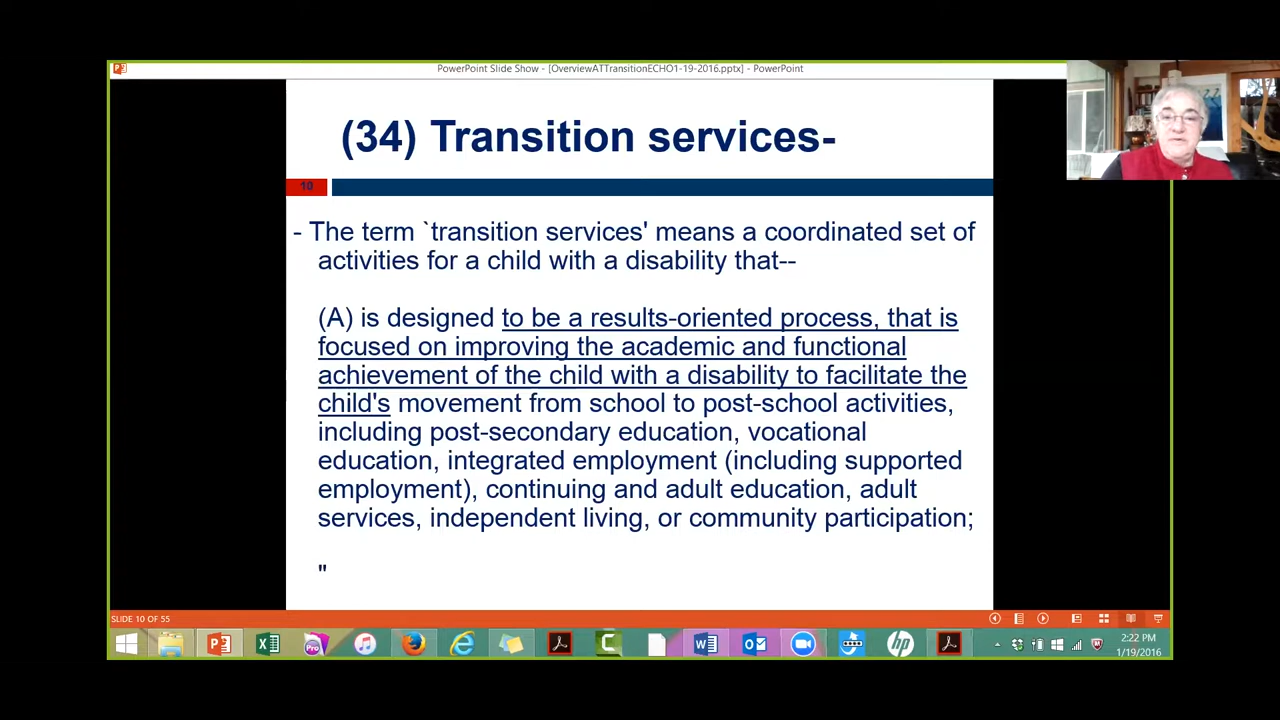 PowerPoint Slide Show - [OverviewATTransitionECHO1-19-2016.pptx] - PowerPoint
(34) Transition services-
10
- The term `transition services' means a coordinated set of
activities for a child with a disability that--
(A) is designed to be a results-oriented process, that is
focused on improving the academic and functional
achievement of the child with a disability to facilitate the
child's movement from school to post-school activities,
including post-secondary education, vocational
education, integrated employment (including supported
employment), continuing and adult education, adult
services, independent living, or community participation;
"
SLIDE 10 OF 55
Pro
hp
2:22 PM
1/19/2016